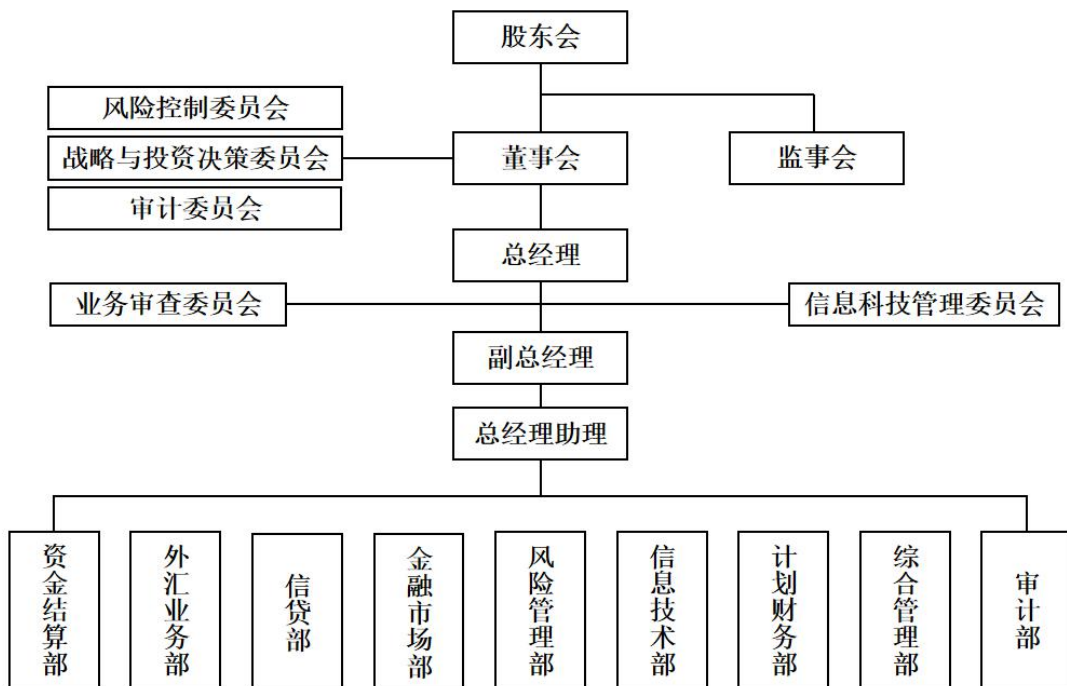 股东会
风险控制委员会
战略与投资决策委员会
董事会
监事会
审计委员会
总经理
业务审查委员会
信息科技管理委员会
副总经理
总经理助理
资金结算部
外汇业务部
信贷部
金融市场部
风险管理部
信息技术部
计划财务部
综合管理部
审计部